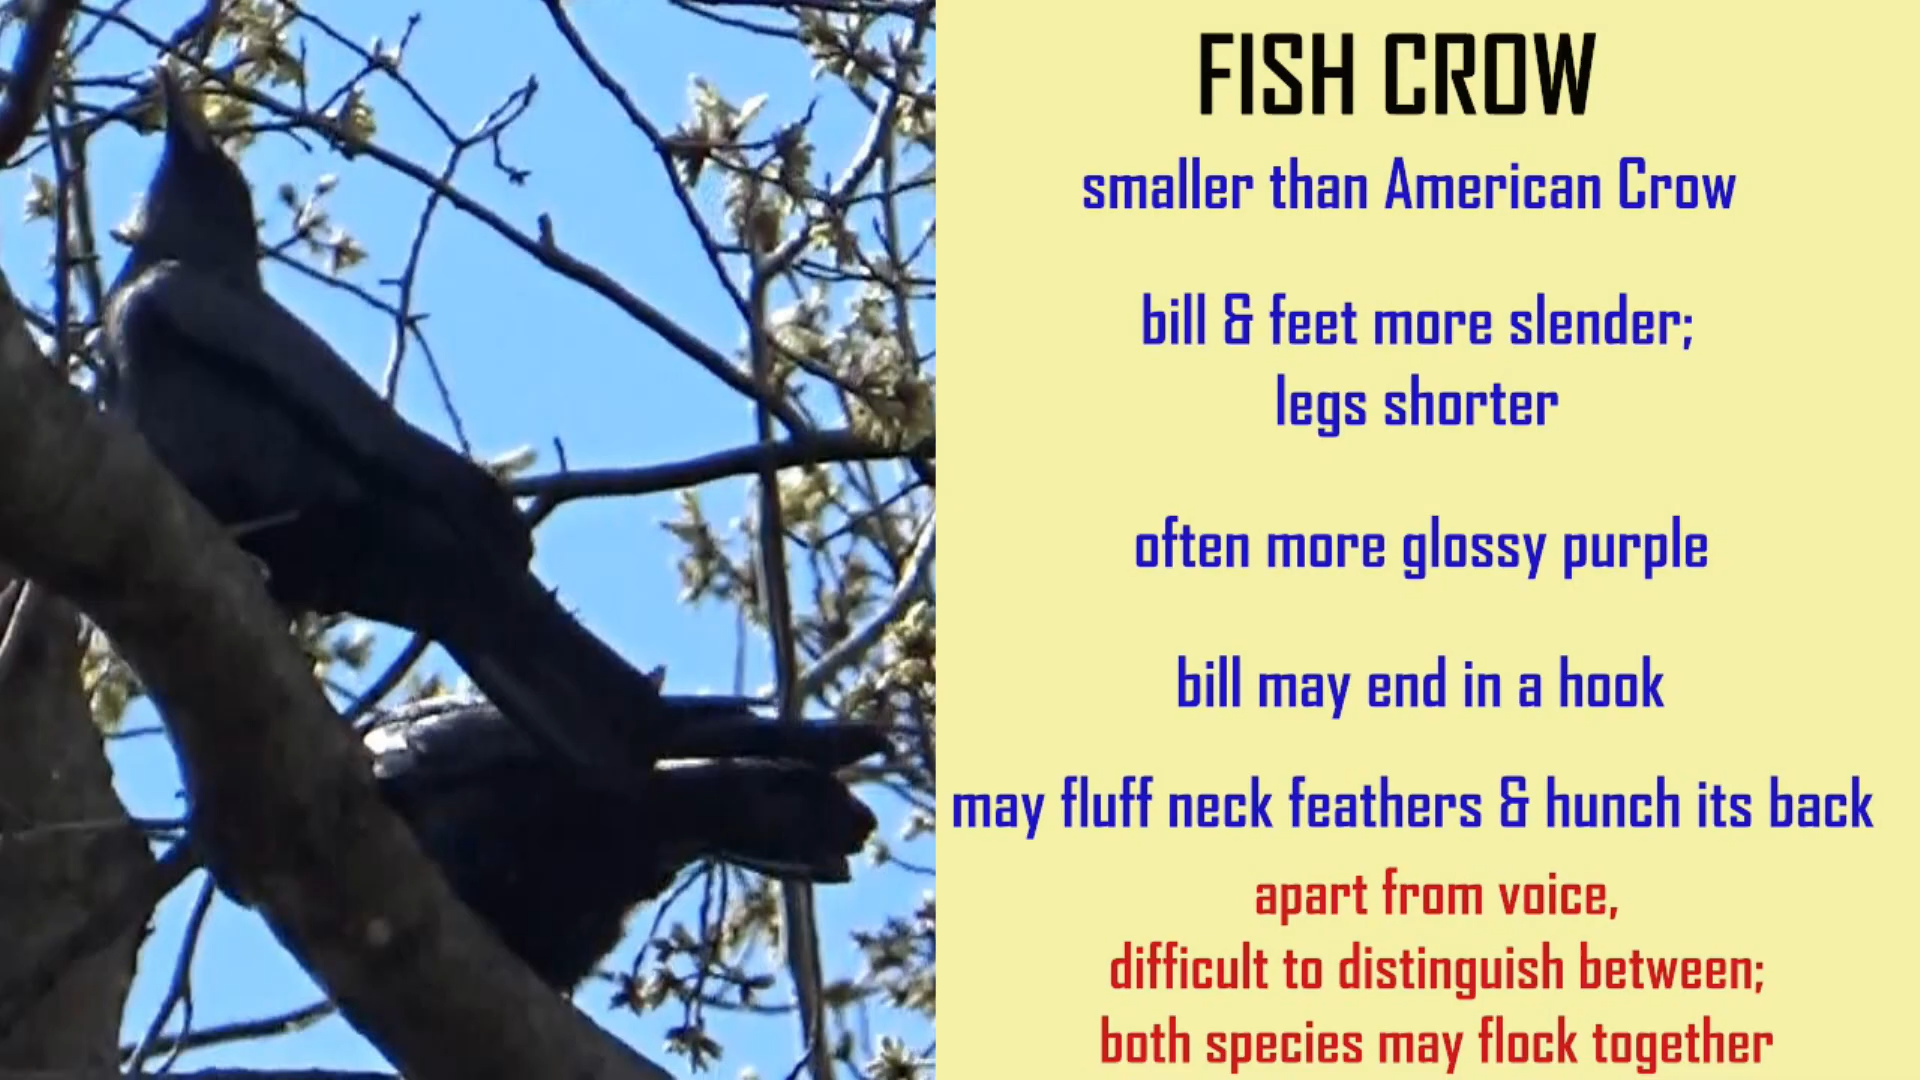 FISH CROW
smaller than American Crow
bill & feet more slender;
legs shorter
often more glossy purple
bill may end in a hook
may fluff neck feathers & hunch its back
apart from voice,
difficult to distinguish between;
both species may flock together